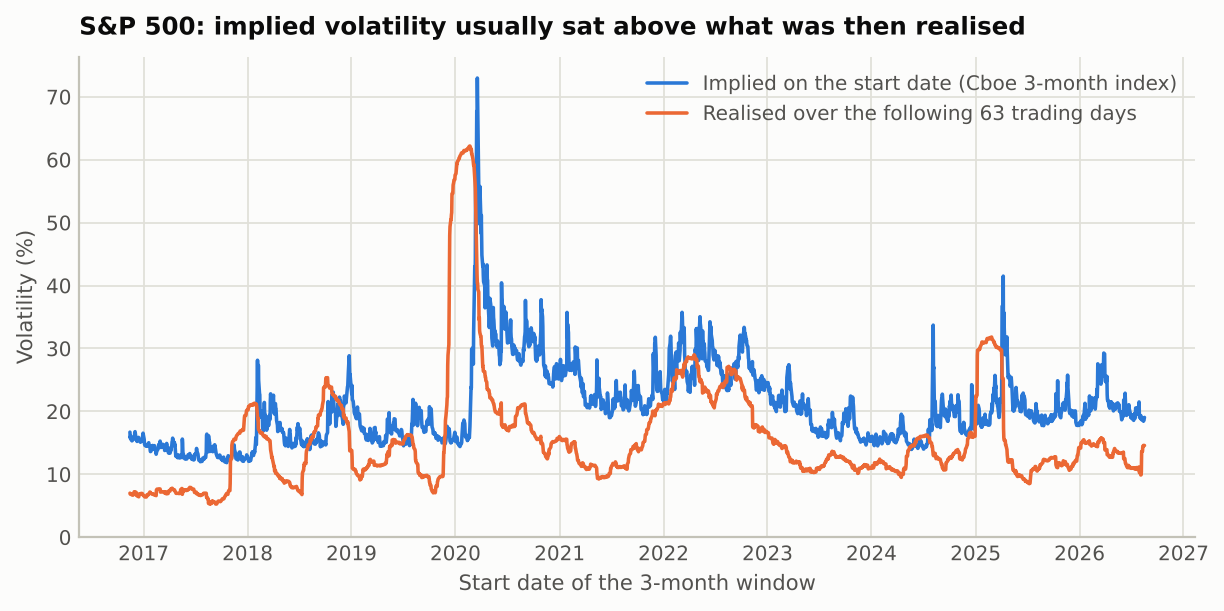 S&P 500: implied volatility usually sat above what was then realised
Implied on the start date (Cboe 3-month index)
Realised over the following 63 trading days
Volatility (%)
70
60
50
40
30
20
10
0
2017 2018 2019 2020 2021 2022 2023 2024 2025 2026 2027
Start date of the 3-month window